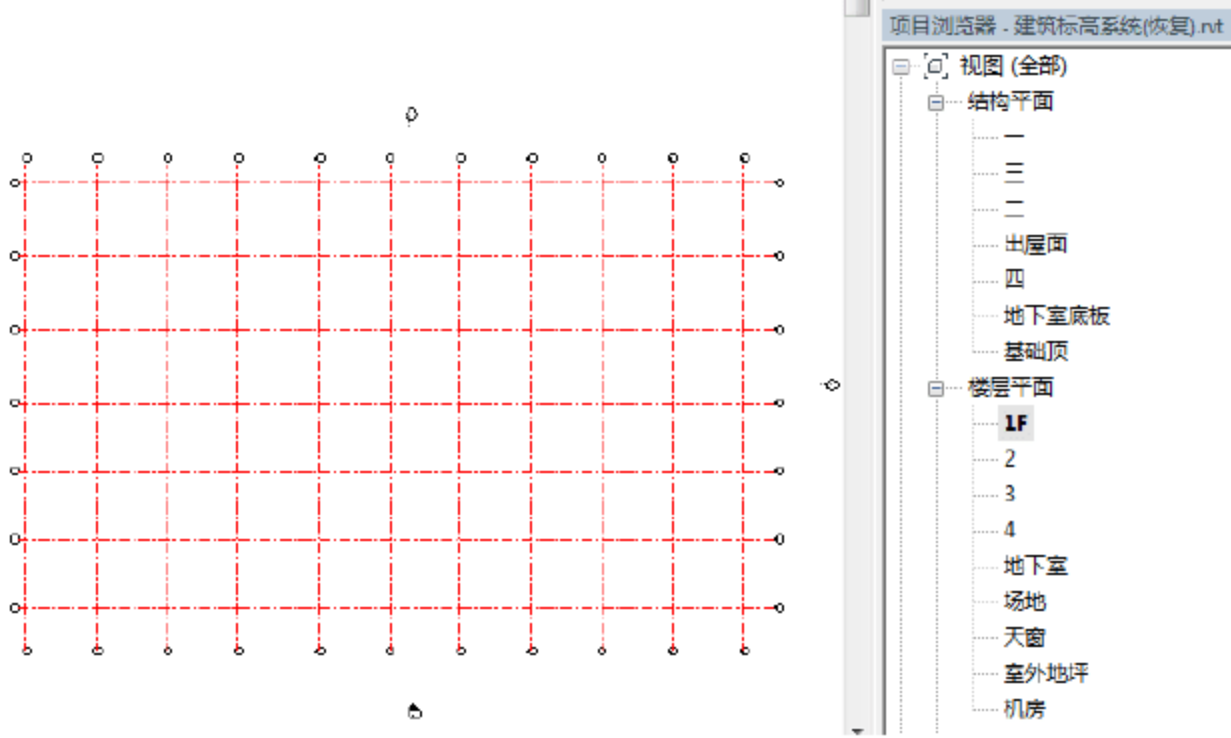 项目浏览器 - 建筑标高系统(恢复).rvt
视图 (全部)
结构平面
一
三
二
出屋面
四
地下室底板
基础顶
楼层平面
1F
2
3
4
地下室
场地
天窗
室外地坪
机房